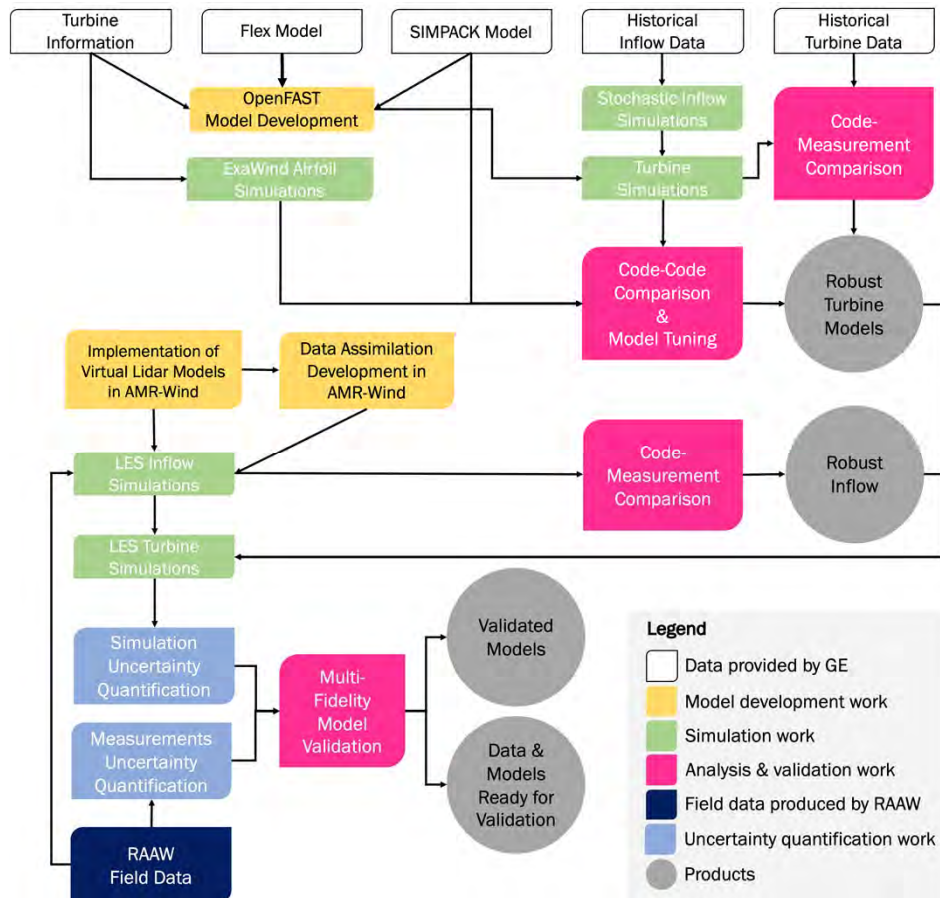 Turbine
Information
Flex Model
SIMPACK Model
Historical
Inflow Data
Historical
Turbine Data
OpenFAST
Model Development
Stochastic Inflow
Simulations
Code-
Measurement
Comparison
ExaWind Airfoil
Simulations
Turbine
Simulations
Code-Code
Comparison
&
Model Tuning
Robust
Turbine
Models
Implementation of
Virtual Lidar Models
in AMR-Wind
Data Assimilation
Development in
AMR-Wind
LES Inflow
Simulations
Code-
Measurement
Comparison
Robust
Inflow
LES Turbine
Simulations
Simulation
Uncertainty
Quantification
Measurements
Uncertainty
Quantification
Multi-
Fidelity
Model
Validation
Validated
Models
Data &
Models
Ready for
Validation
RAAW
Field Data
Legend
Data provided by GE
Model development work
Simulation work
Analysis & validation work
Field data produced by RAAW
Uncertainty quantification work
Products